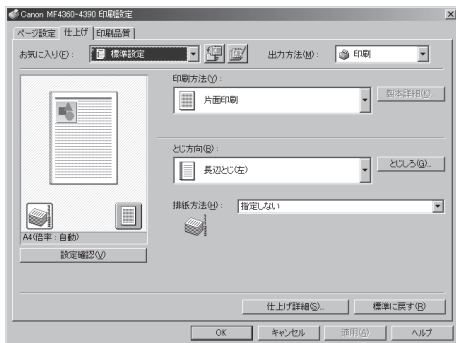 Canon MF4360-4390 印刷設定
ページ設定 仕上げ 印刷品質
お気に入り(F): 標準設定 出力方法(M): 印刷
印刷方法(Y):
片面印刷 製本詳細(K)...
とじ方向(B):
長辺とじ(左) とじしろ(G)...
排紙方法(H): 指定しない
A4(倍率:自動)
設定確認(V)
仕上げ詳細(S)... 標準に戻す(R)
OK キャンセル 適用(A) ヘルプ